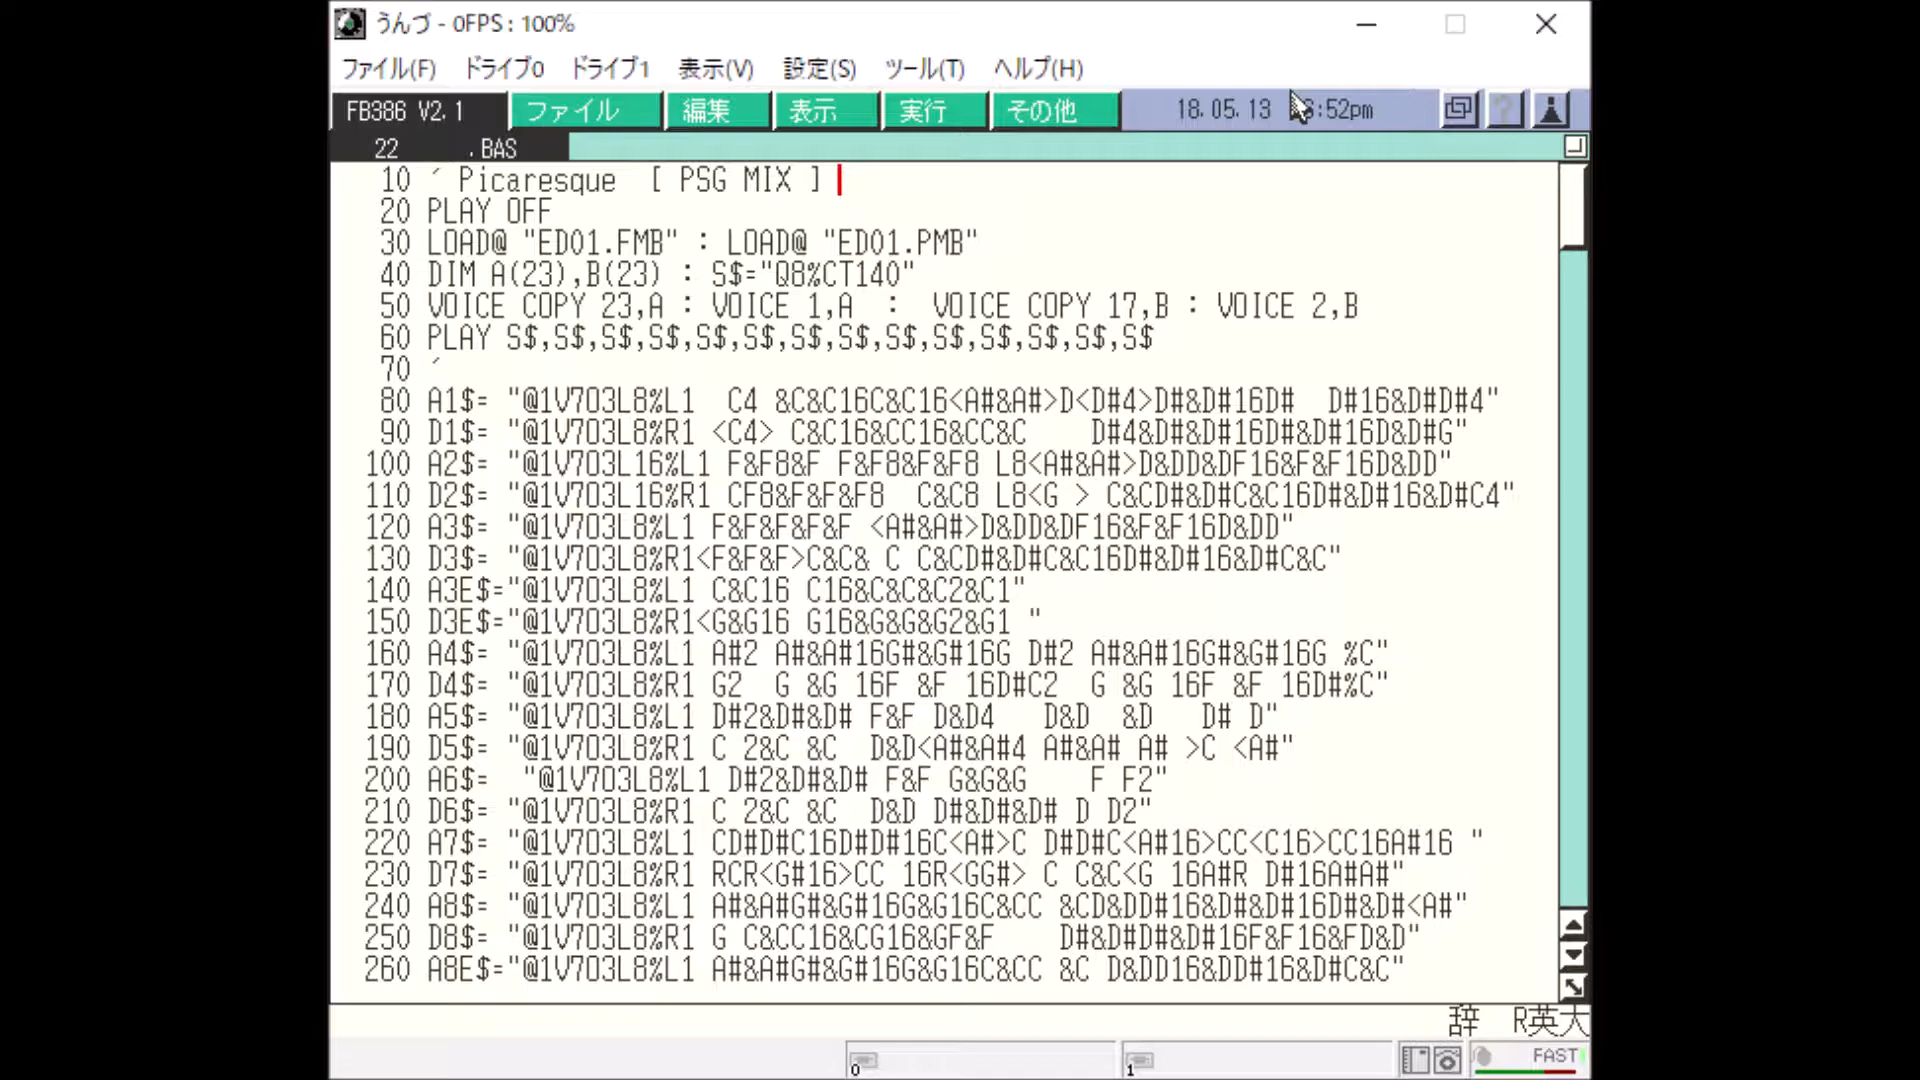 うんづ - 0FPS : 100%
ファイル(F) ドライブ0 ドライブ1 表示(V) 設定(S) ツール(T) ヘルプ(H)
FB386 V2.1 ファイル 編集 表示 実行 その他 18.05.13 :52pm
22 .BAS
10 ' Picaresque [ PSG MIX ]
20 PLAY OFF
30 LOAD@ "ED01.FMB" : LOAD@ "ED01.PMB"
40 DIM A(23),B(23) : S$="Q8%CT140"
50 VOICE COPY 23,A : VOICE 1,A : VOICE COPY 17,B : VOICE 2,B
60 PLAY S$,S$,S$,S$,S$,S$,S$,S$,S$,S$,S$,S$,S$,S$
70 '
80 A1$= "@1V7O3L8%L1 C4 &C&C16C&C16<A#&A#>D<D#4>D#&D#16D# D#16&D#D#4"
90 D1$= "@1V7O3L8%R1 <C4> C&C16&CC16&CC&C D#4&D#&D#16D#&D#16D&D#G"
100 A2$= "@1V7O3L16%L1 F&F8&F F&F8&F&F8 L8<A#&A#>D&DD&DF16&F&F16D&DD"
110 D2$= "@1V7O3L16%R1 CF8&F&F&F8 C&C8 L8<G > C&CD#&D#C&C16D#&D#16&D#C4"
120 A3$= "@1V7O3L8%L1 F&F&F&F&F <A#&A#>D&DD&DF16&F&F16D&DD"
130 D3$= "@1V7O3L8%R1<F&F&F>C&C& C C&CD#&D#C&C16D#&D#16&D#C&C"
140 A3E$="@1V7O3L8%L1 C&C16 C16&C&C&C2&C1"
150 D3E$="@1V7O3L8%R1<G&G16 G16&G&G&G2&G1 "
160 A4$= "@1V7O3L8%L1 A#2 A#&A#16G#&G#16G D#2 A#&A#16G#&G#16G %C"
170 D4$= "@1V7O3L8%R1 G2 G &G 16F &F 16D#C2 G &G 16F &F 16D#%C"
180 A5$= "@1V7O3L8%L1 D#2&D#&D# F&F D&D4 D&D &D D# D"
190 D5$= "@1V7O3L8%R1 C 2&C &C D&D<A#&A#4 A#&A# A# >C <A#"
200 A6$= "@1V7O3L8%L1 D#2&D#&D# F&F G&G&G F F2"
210 D6$= "@1V7O3L8%R1 C 2&C &C D&D D#&D#&D# D D2"
220 A7$= "@1V7O3L8%L1 CD#D#C16D#D#16C<A#>C D#D#C<A#16>CC<C16>CC16A#16 "
230 D7$= "@1V7O3L8%R1 RCR<G#16>CC 16R<GG#> C C&C<G 16A#R D#16A#A#"
240 A8$= "@1V7O3L8%L1 A#&A#G#&G#16G&G16C&CC &CD&DD#16&D#&D#16D#&D#<A#"
250 D8$= "@1V7O3L8%R1 G C&CC16&CG16&GF&F D#&D#D#&D#16F&F16&FD&D"
260 A8E$="@1V7O3L8%L1 A#&A#G#&G#16G&G16C&CC &C D&DD16&DD#16&D#C&C"
辞 R英大
0 1 FAST